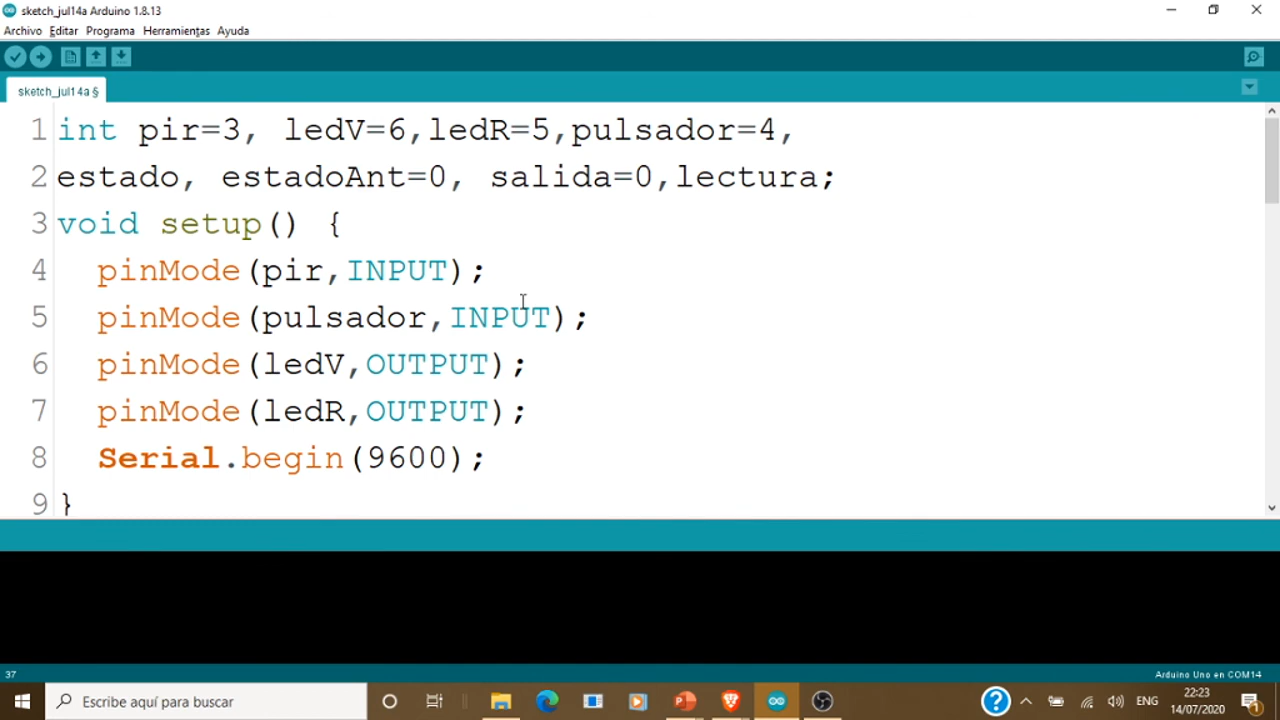 sketch_jul14a Arduino 1.8.13
Archivo Editar Programa Herramientas Ayuda
sketch_jul14a §
1 int pir=3, ledV=6,ledR=5,pulsador=4,
2 estado, estadoAnt=0, salida=0,lectura;
3 void setup() {
4 pinMode(pir,INPUT);
5 pinMode(pulsador,INPUT);
6 pinMode(ledV,OUTPUT);
7 pinMode(ledR,OUTPUT);
8 Serial.begin(9600);
9 }
37
Arduino Uno en COM14
Escribe aquí para buscar
ENG
22:23
14/07/2020